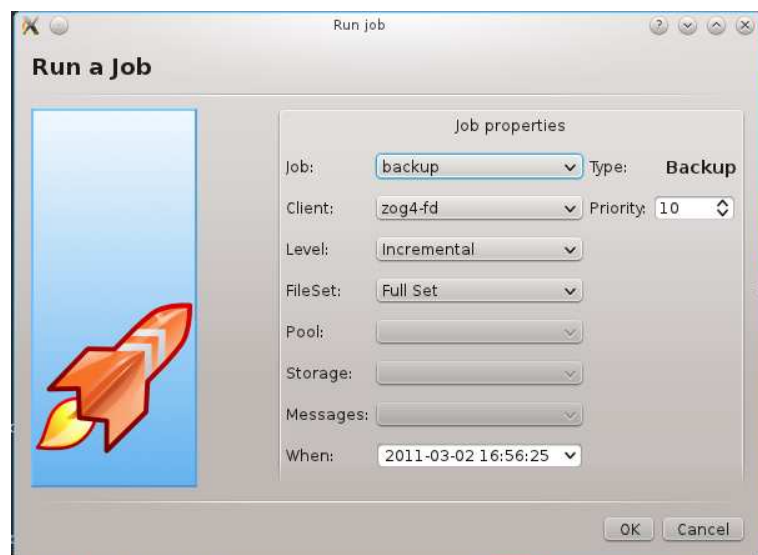 Run job
Run a Job
Job properties
Job: backup Type: Backup
Client: zog4-fd Priority: 10
Level: Incremental
FileSet: Full Set
Pool:
Storage:
Messages:
When: 2011-03-02 16:56:25
OK Cancel